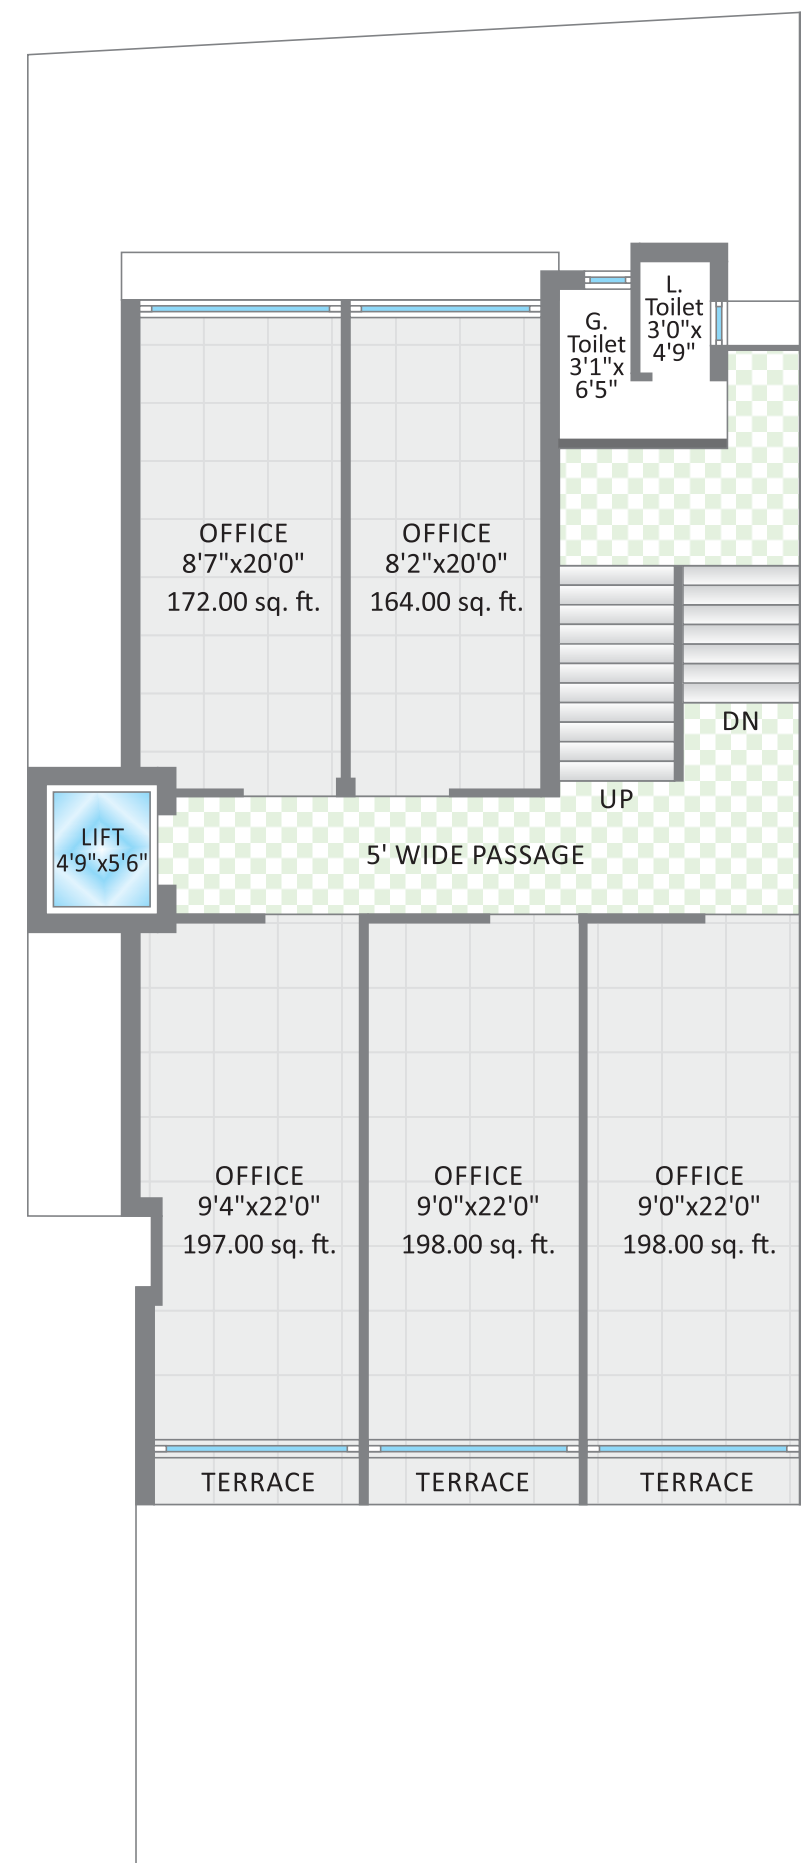 L.
Toilet
3'0"x
4'9"
G.
Toilet
3'1"x
6'5"
OFFICE
8'7"x20'0"
172.00 sq. ft.
OFFICE
8'2"x20'0"
164.00 sq. ft.
DN
UP
LIFT
4'9"x5'6"
5' WIDE PASSAGE
OFFICE
9'4"x22'0"
197.00 sq. ft.
OFFICE
9'0"x22'0"
198.00 sq. ft.
OFFICE
9'0"x22'0"
198.00 sq. ft.
TERRACE
TERRACE
TERRACE